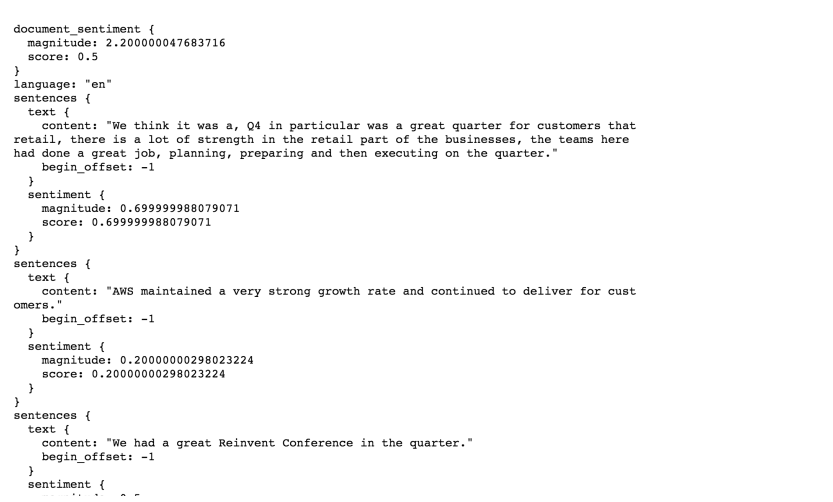 document_sentiment {
  magnitude: 2.200000047683716
  score: 0.5
}
language: "en"
sentences {
  text {
    content: "We think it was a, Q4 in particular was a great quarter for customers that
retail, there is a lot of strength in the retail part of the businesses, the teams here
had done a great job, planning, preparing and then executing on the quarter."
    begin_offset: -1
  }
  sentiment {
    magnitude: 0.699999988079071
    score: 0.699999988079071
  }
}
sentences {
  text {
    content: "AWS maintained a very strong growth rate and continued to deliver for cust
omers."
    begin_offset: -1
  }
  sentiment {
    magnitude: 0.20000000298023224
    score: 0.20000000298023224
  }
}
sentences {
  text {
    content: "We had a great Reinvent Conference in the quarter."
    begin_offset: -1
  }
  sentiment {